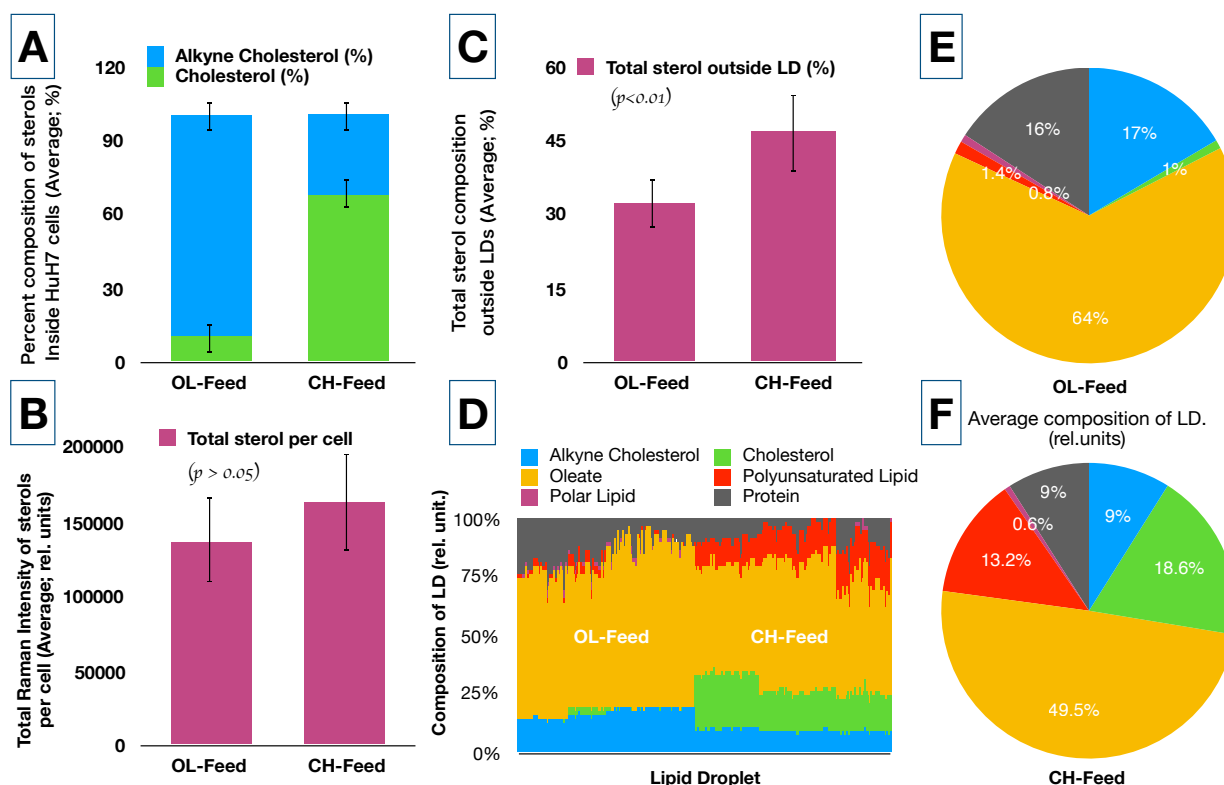 A
Alkyne Cholesterol (%)
Cholesterol (%)
Percent composition of sterols
Inside HuH7 cells (Average; %)
120
90
60
30
0
OL-Feed
CH-Feed
B
Total sterol per cell
(p > 0.05)
Total Raman Intensity of sterols
per cell (Average; rel. units)
200000
150000
100000
50000
0
OL-Feed
CH-Feed
C
Total sterol outside LD (%)
(p<0.01)
Total sterol composition
outside LDs (Average; %)
60
45
30
15
0
OL-Feed
CH-Feed
D
Alkyne Cholesterol
Cholesterol
Oleate
Polyunsaturated Lipid
Polar Lipid
Protein
Composition of LD (rel. unit.)
100%
75%
50%
25%
0%
OL-Feed
CH-Feed
Lipid Droplet
E
16%
17%
1.4%
0.8%
1%
64%
OL-Feed
F
Average composition of LD.
(rel.units)
9%
9%
0.6%
13.2%
18.6%
49.5%
CH-Feed